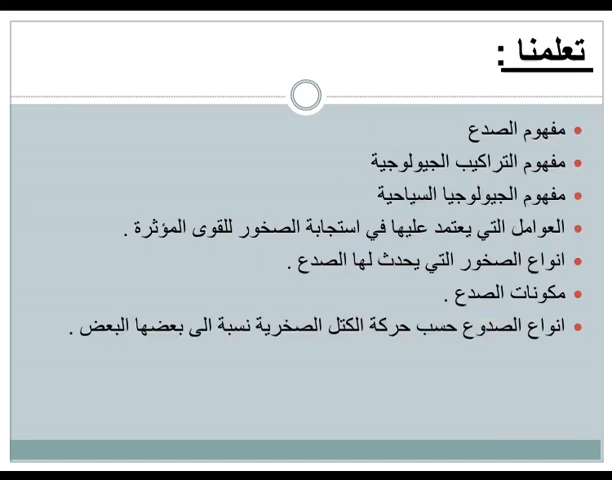 تعلمنا :
• مفهوم الصدع
• مفهوم التراكيب الجيولوجية
• مفهوم الجيولوجيا السياحية
• العوامل التي يعتمد عليها في استجابة الصخور للقوى المؤثرة .
• انواع الصخور التي يحدث لها الصدع .
• مكونات الصدع .
• انواع الصدوع حسب حركة الكتل الصخرية نسبة الى بعضها البعض .